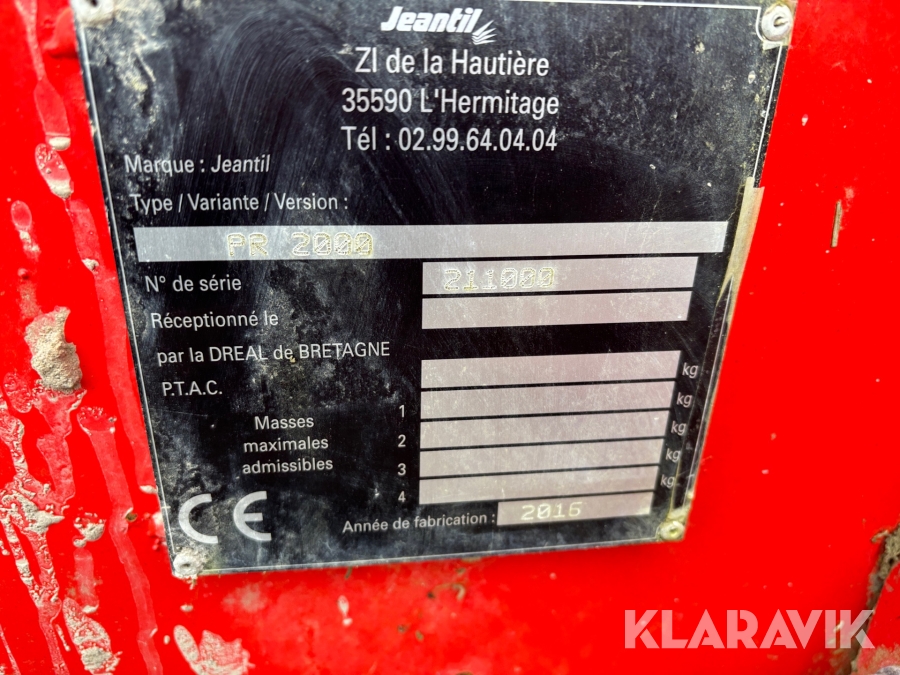 Jeantil
ZI de la Hautière
35590 L'Hermitage
Tél : 02.99.64.04.04
Marque : Jeantil
Type / Variante / Version :
PR 2000
N° de série 211000
Réceptionné le
par la DREAL de BRETAGNE
P.T.A.C. kg
Masses maximales admissibles
1 kg
2 kg
3 kg
4 kg
CE
Année de fabrication : 2016
KLARAVIK